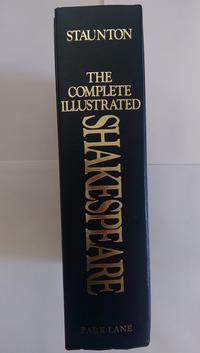 STAUNTON
THE
COMPLETE
ILLUSTRATED
SHAKESPEARE
PARK LANE